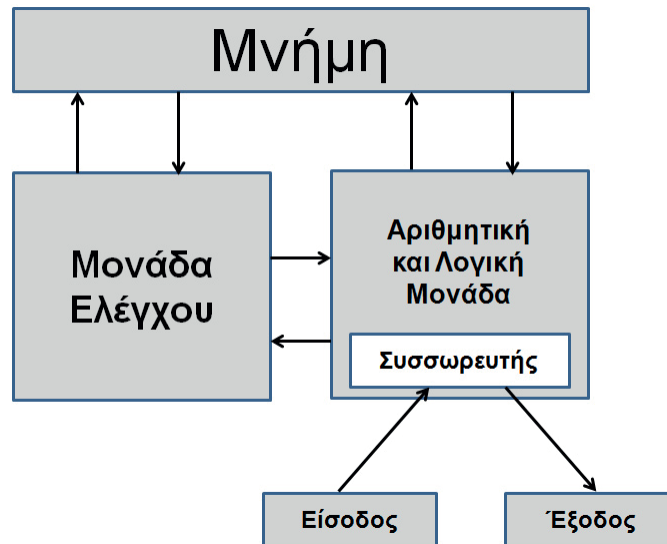 Μνήμη
Μονάδα
Ελέγχου
Αριθμητική
και Λογική
Μονάδα
Συσσωρευτής
Είσοδος
Έξοδος